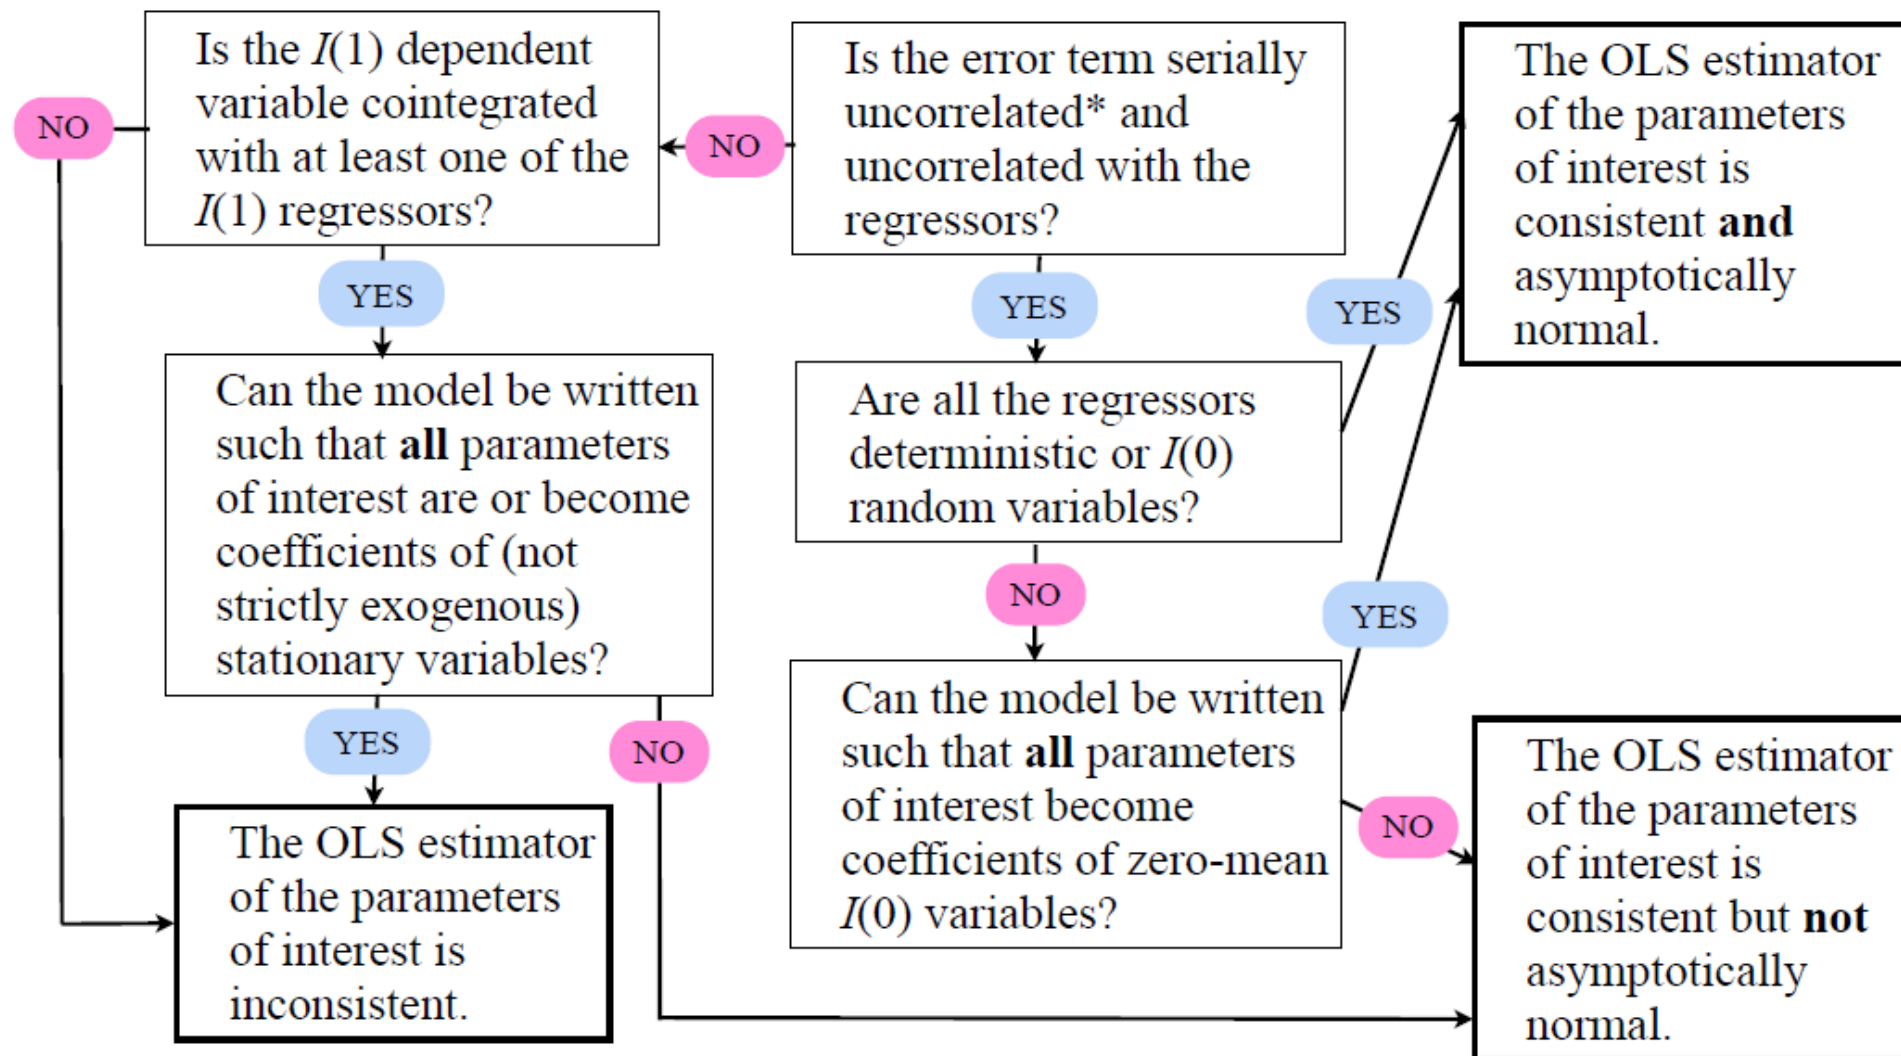 Is the I(1) dependent
variable cointegrated
with at least one of the
I(1) regressors?
NO
YES
NO
Is the error term serially
uncorrelated* and
uncorrelated with the
regressors?
YES
The OLS estimator
of the parameters
of interest is
consistent and
asymptotically
normal.
YES
Can the model be written
such that all parameters
of interest are or become
coefficients of (not
strictly exogenous)
stationary variables?
YES
NO
Are all the regressors
deterministic or I(0)
random variables?
NO
YES
Can the model be written
such that all parameters
of interest become
coefficients of zero-mean
I(0) variables?
NO
The OLS estimator
of the parameters
of interest is
inconsistent.
The OLS estimator
of the parameters
of interest is
consistent but not
asymptotically
normal.